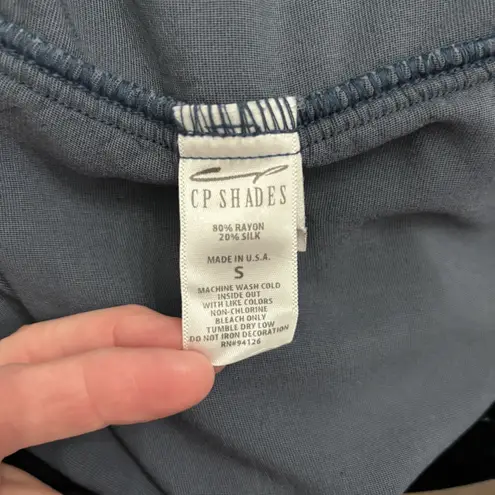 CP SHADES
80% RAYON
20% SILK
MADE IN U.S.A.
S
MACHINE WASH COLD
INSIDE OUT
WITH LIKE COLORS
NON-CHLORINE
BLEACH ONLY
TUMBLE DRY LOW
DO NOT IRON DECORATION
RN#94126